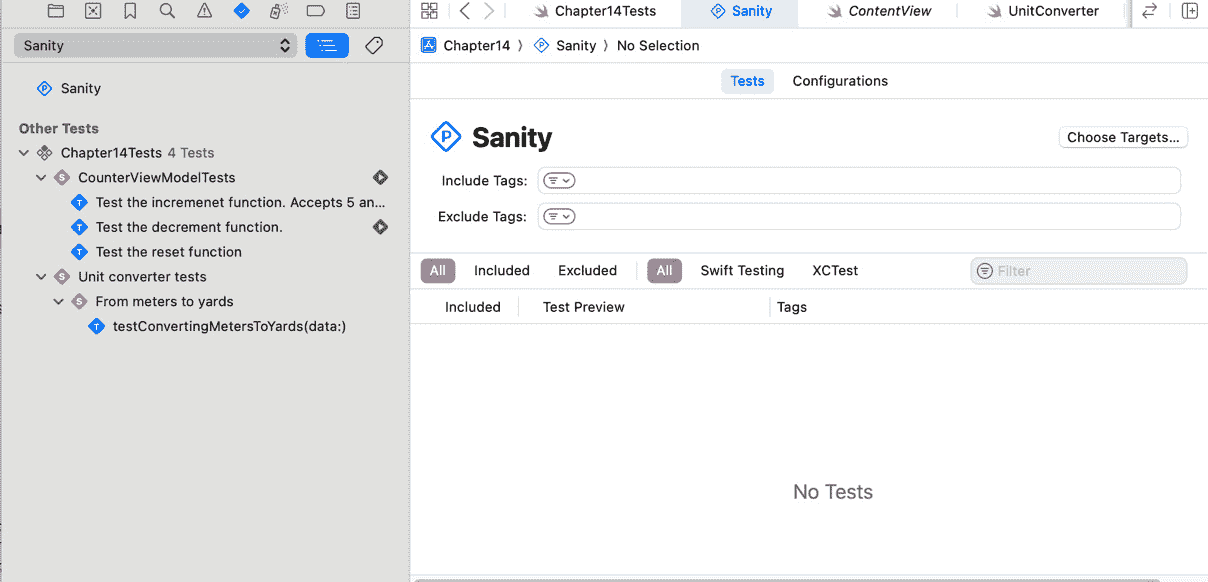 Chapter14Tests
Sanity
ContentView
UnitConverter
Sanity
Chapter14 〉 Sanity 〉 No Selection
Sanity
Tests
Configurations
Other Tests
Chapter14Tests 4 Tests
CounterViewModelTests
Test the incremenet function. Accepts 5 an...
Test the decrement function.
Test the reset function
Unit converter tests
From meters to yards
testConvertingMetersToYards(data:)
Sanity
Choose Targets...
Include Tags:
Exclude Tags:
All
Included
Excluded
All
Swift Testing
XCTest
Filter
Included
Test Preview
Tags
No Tests